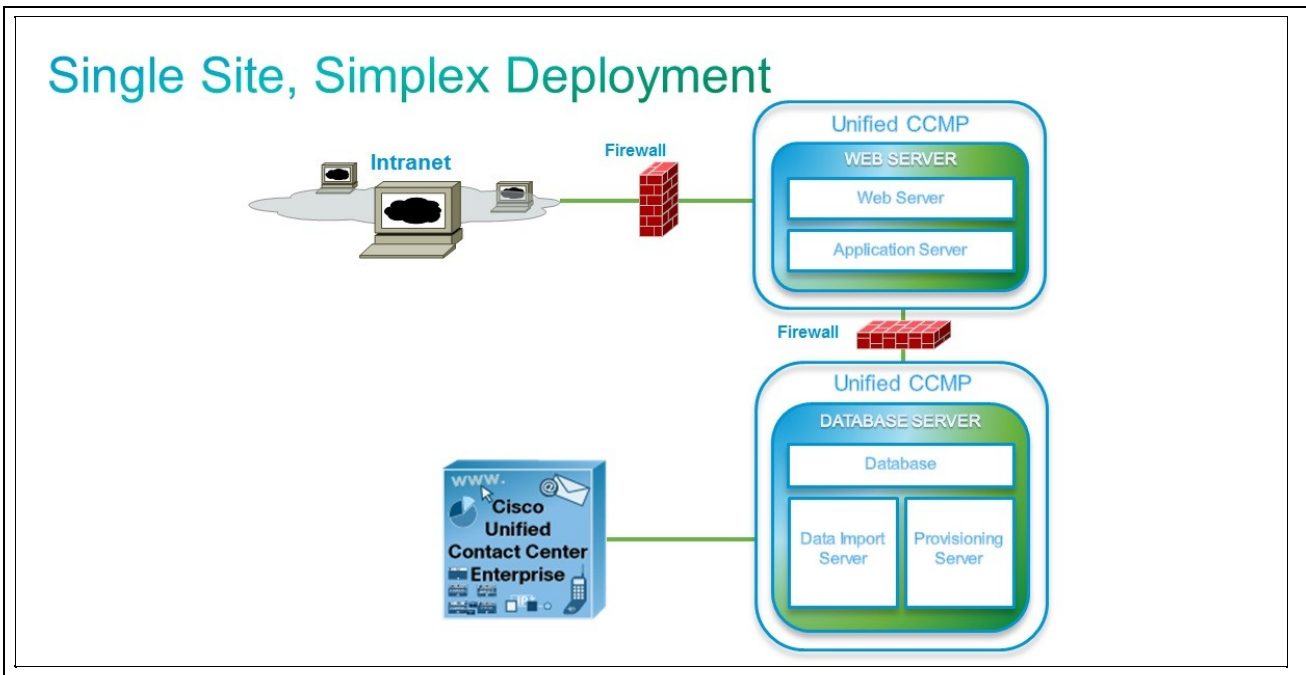 Single Site, Simplex Deployment
Intranet
Firewall
Unified CCMP
WEB SERVER
Web Server
Application Server
Firewall
Unified CCMP
DATABASE SERVER
Database
Data Import
Server
Provisioning
Server
www.
@
Cisco
Unified
Contact Center
Enterprise
IP